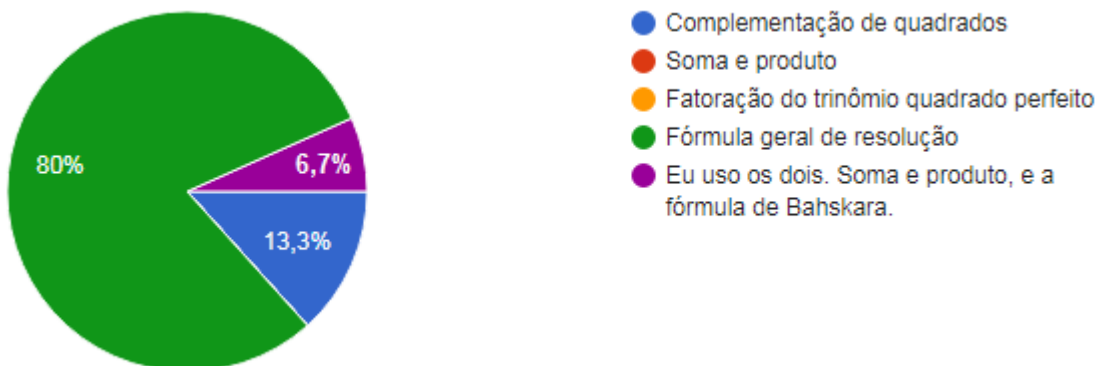 80%
6,7%
13,3%
Complementação de quadrados
Soma e produto
Fatoração do trinômio quadrado perfeito
Fórmula geral de resolução
Eu uso os dois. Soma e produto, e a
fórmula de Bahskara.